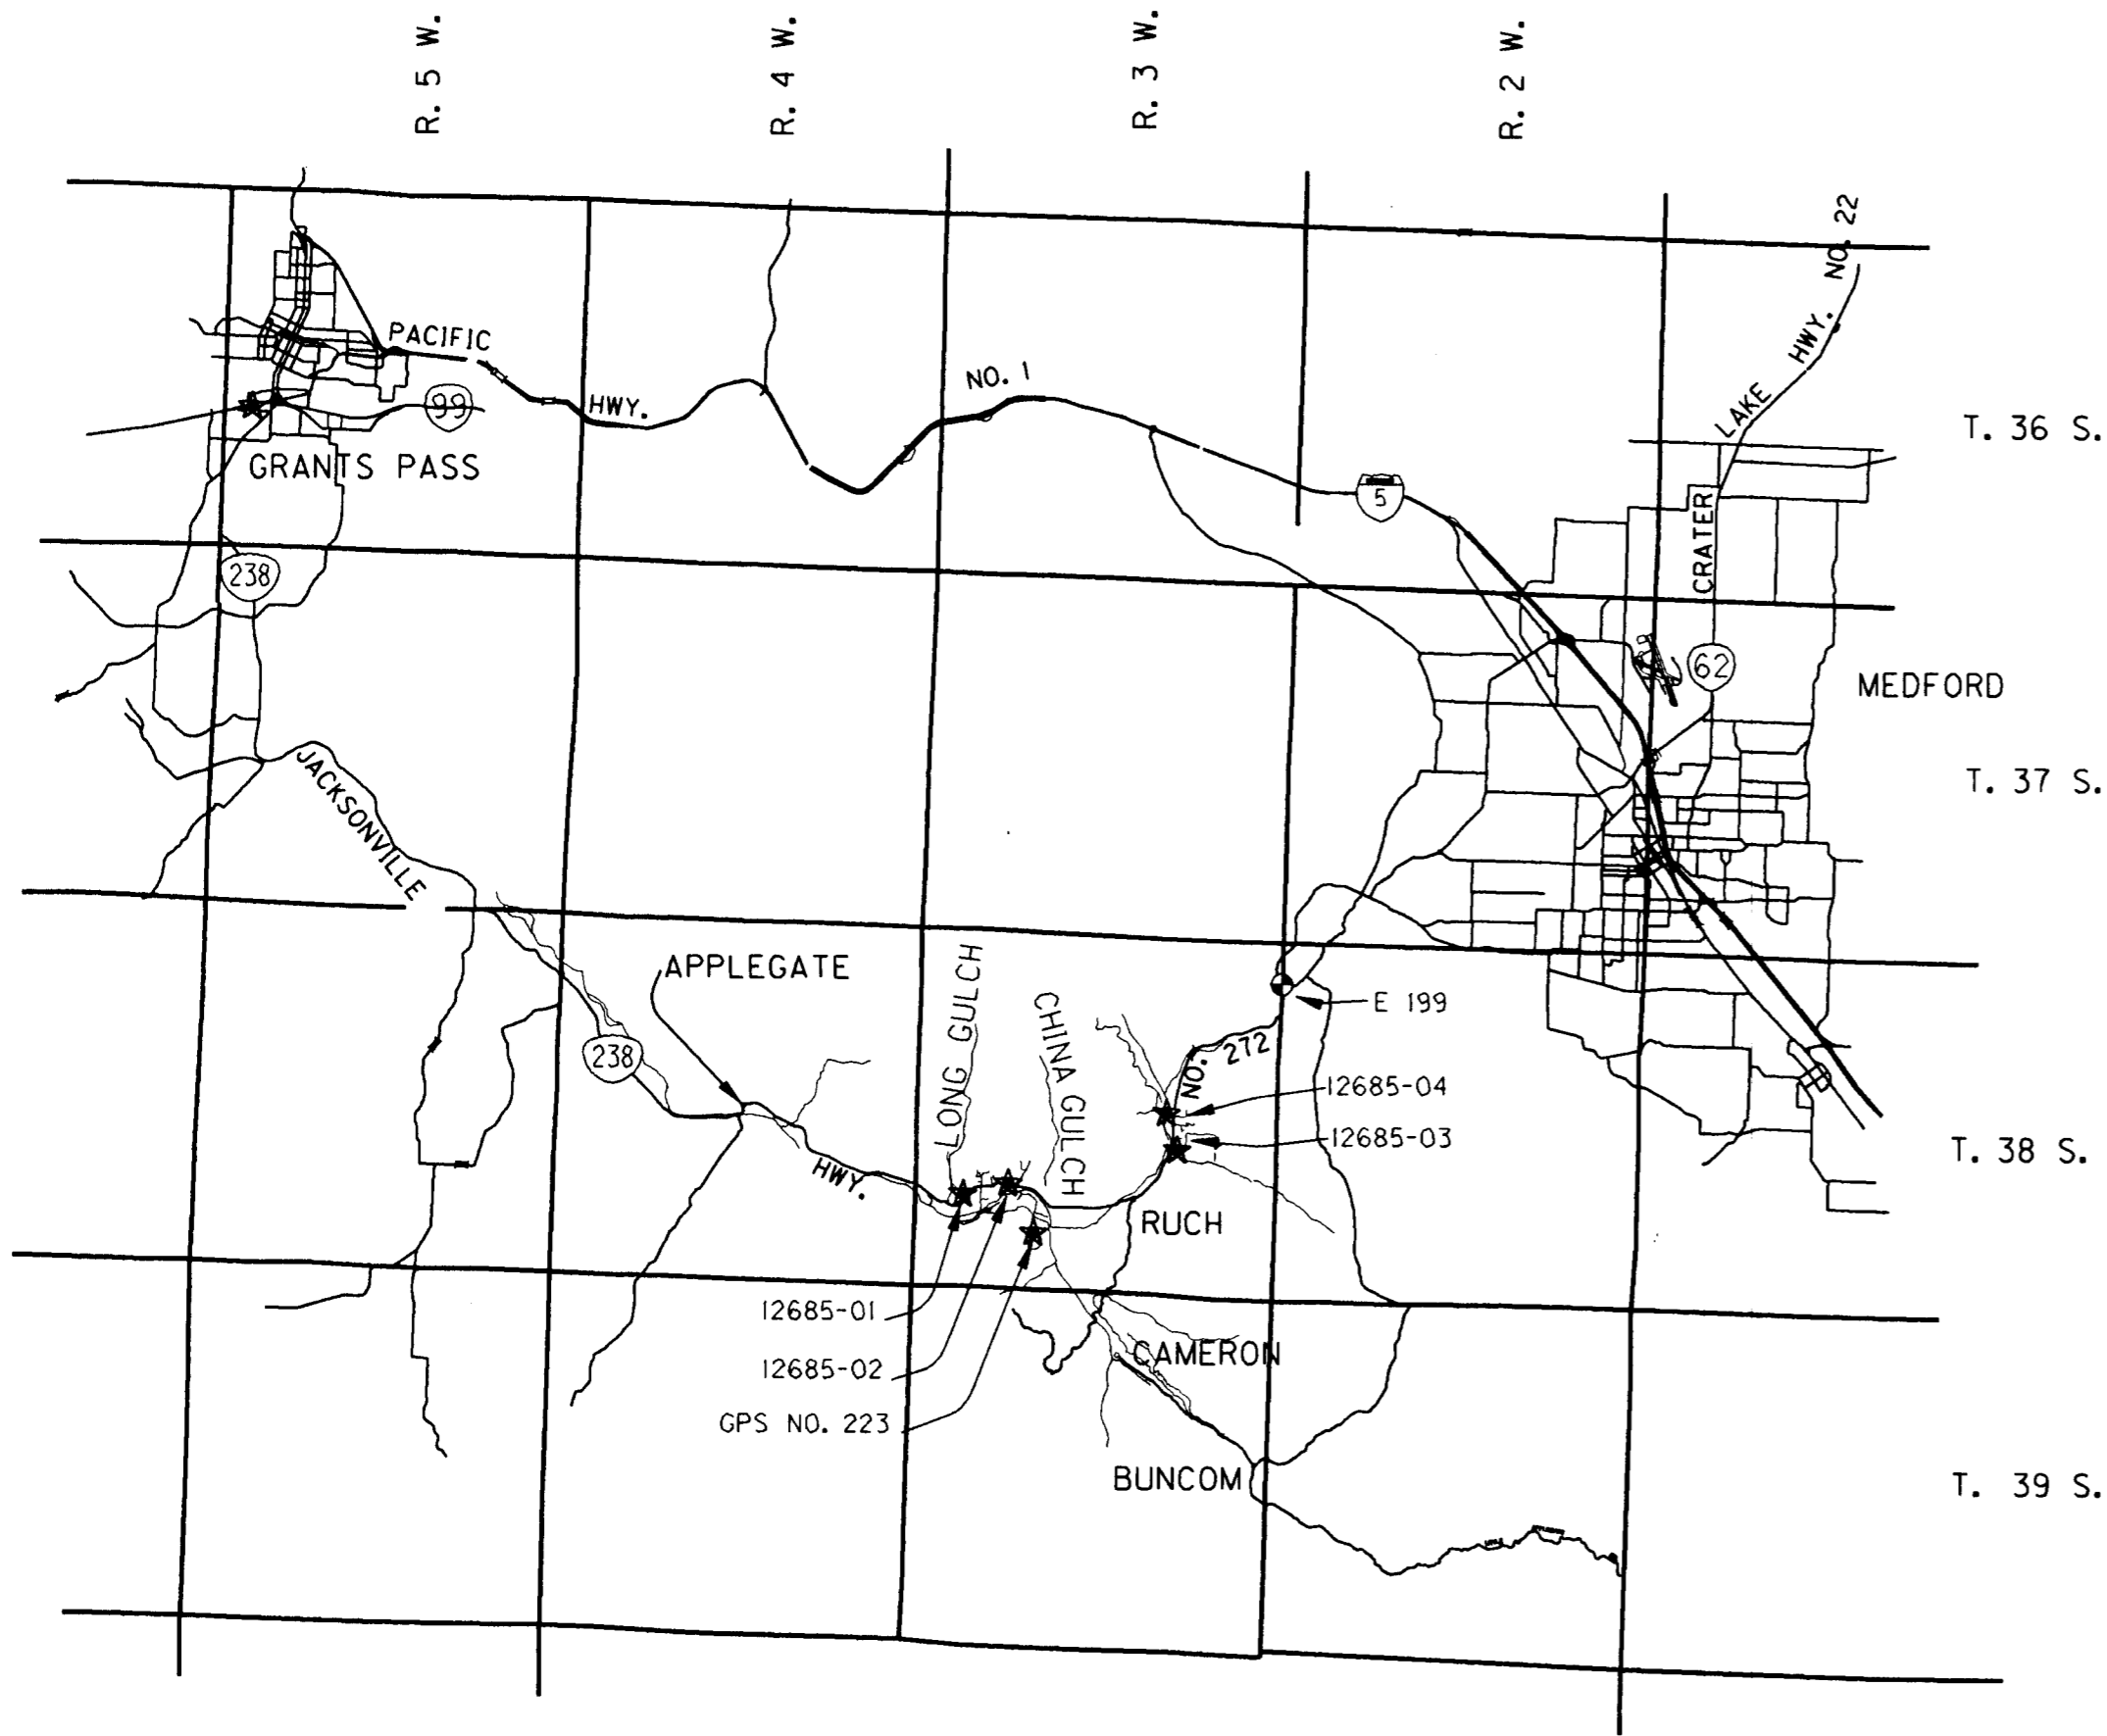 R. 5 W.
R. 4 W.
R. 3 W.
R. 2 W.
NO. 22
HWY.
LAKE
CRATER
PACIFIC
HWY.
NO. 1
99
5
T. 36 S.
GRANTS PASS
238
62
MEDFORD
T. 37 S.
JACKSONVILLE
APPLEGATE
LONG GULCH
CHINA GULCH
E 199
238
NO. 272
12685-04
12685-03
T. 38 S.
HWY.
RUCH
12685-01
12685-02
CAMERON
GPS NO. 223
BUNCOM
T. 39 S.